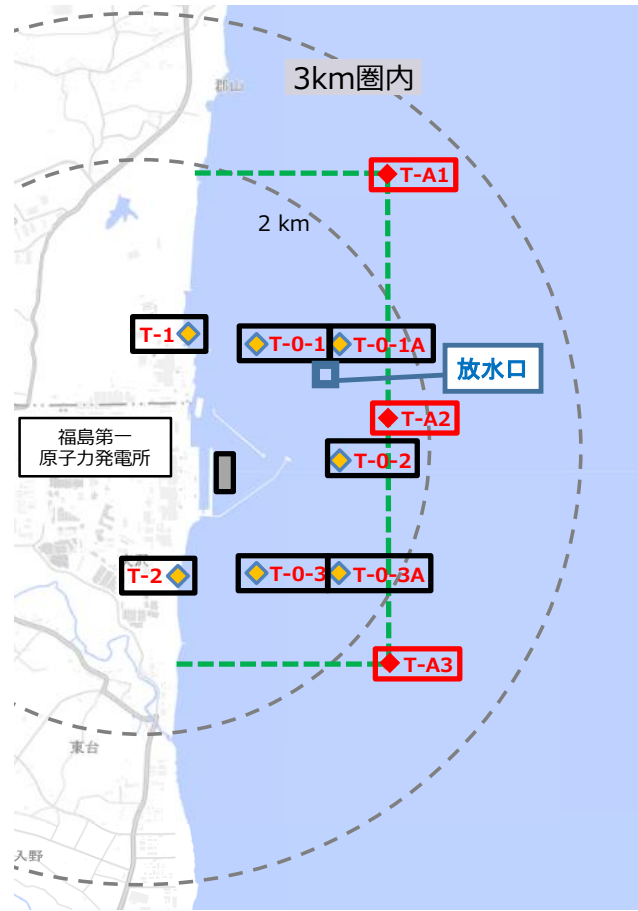 郡山
3km圏内
T-A1
2 km
T-1
T-0-1
T-0-1A
放水口
T-A2
福島第一
原子力発電所
T-0-2
T-2
T-0-3
T-0-3A
T-A3
東台
入野